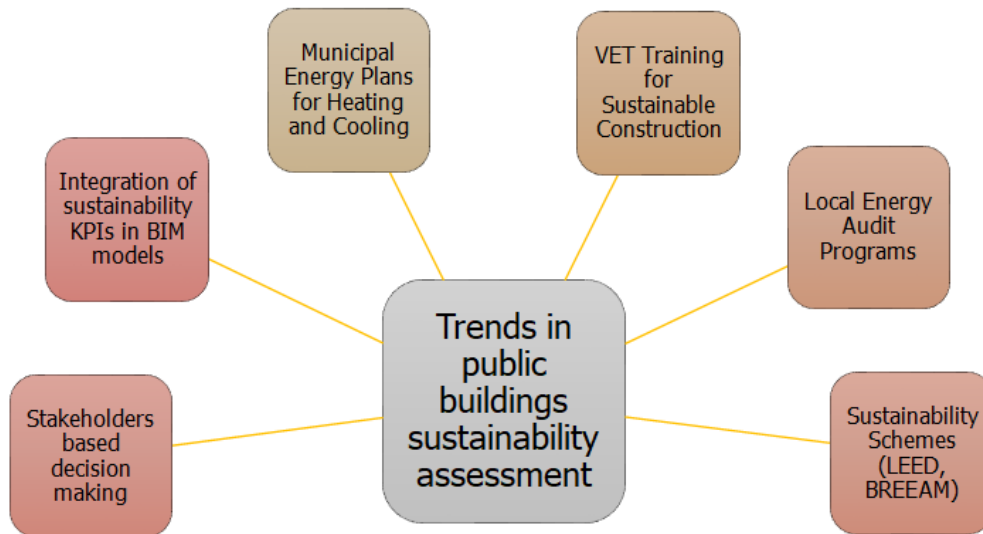 Municipal
Energy Plans
for Heating
and Cooling
VET Training
for
Sustainable
Construction
Integration of
sustainability
KPIs in BIM
models
Local Energy
Audit
Programs
Trends in
public
buildings
sustainability
assessment
Stakeholders
based
decision
making
Sustainability
Schemes
(LEED,
BREEAM)